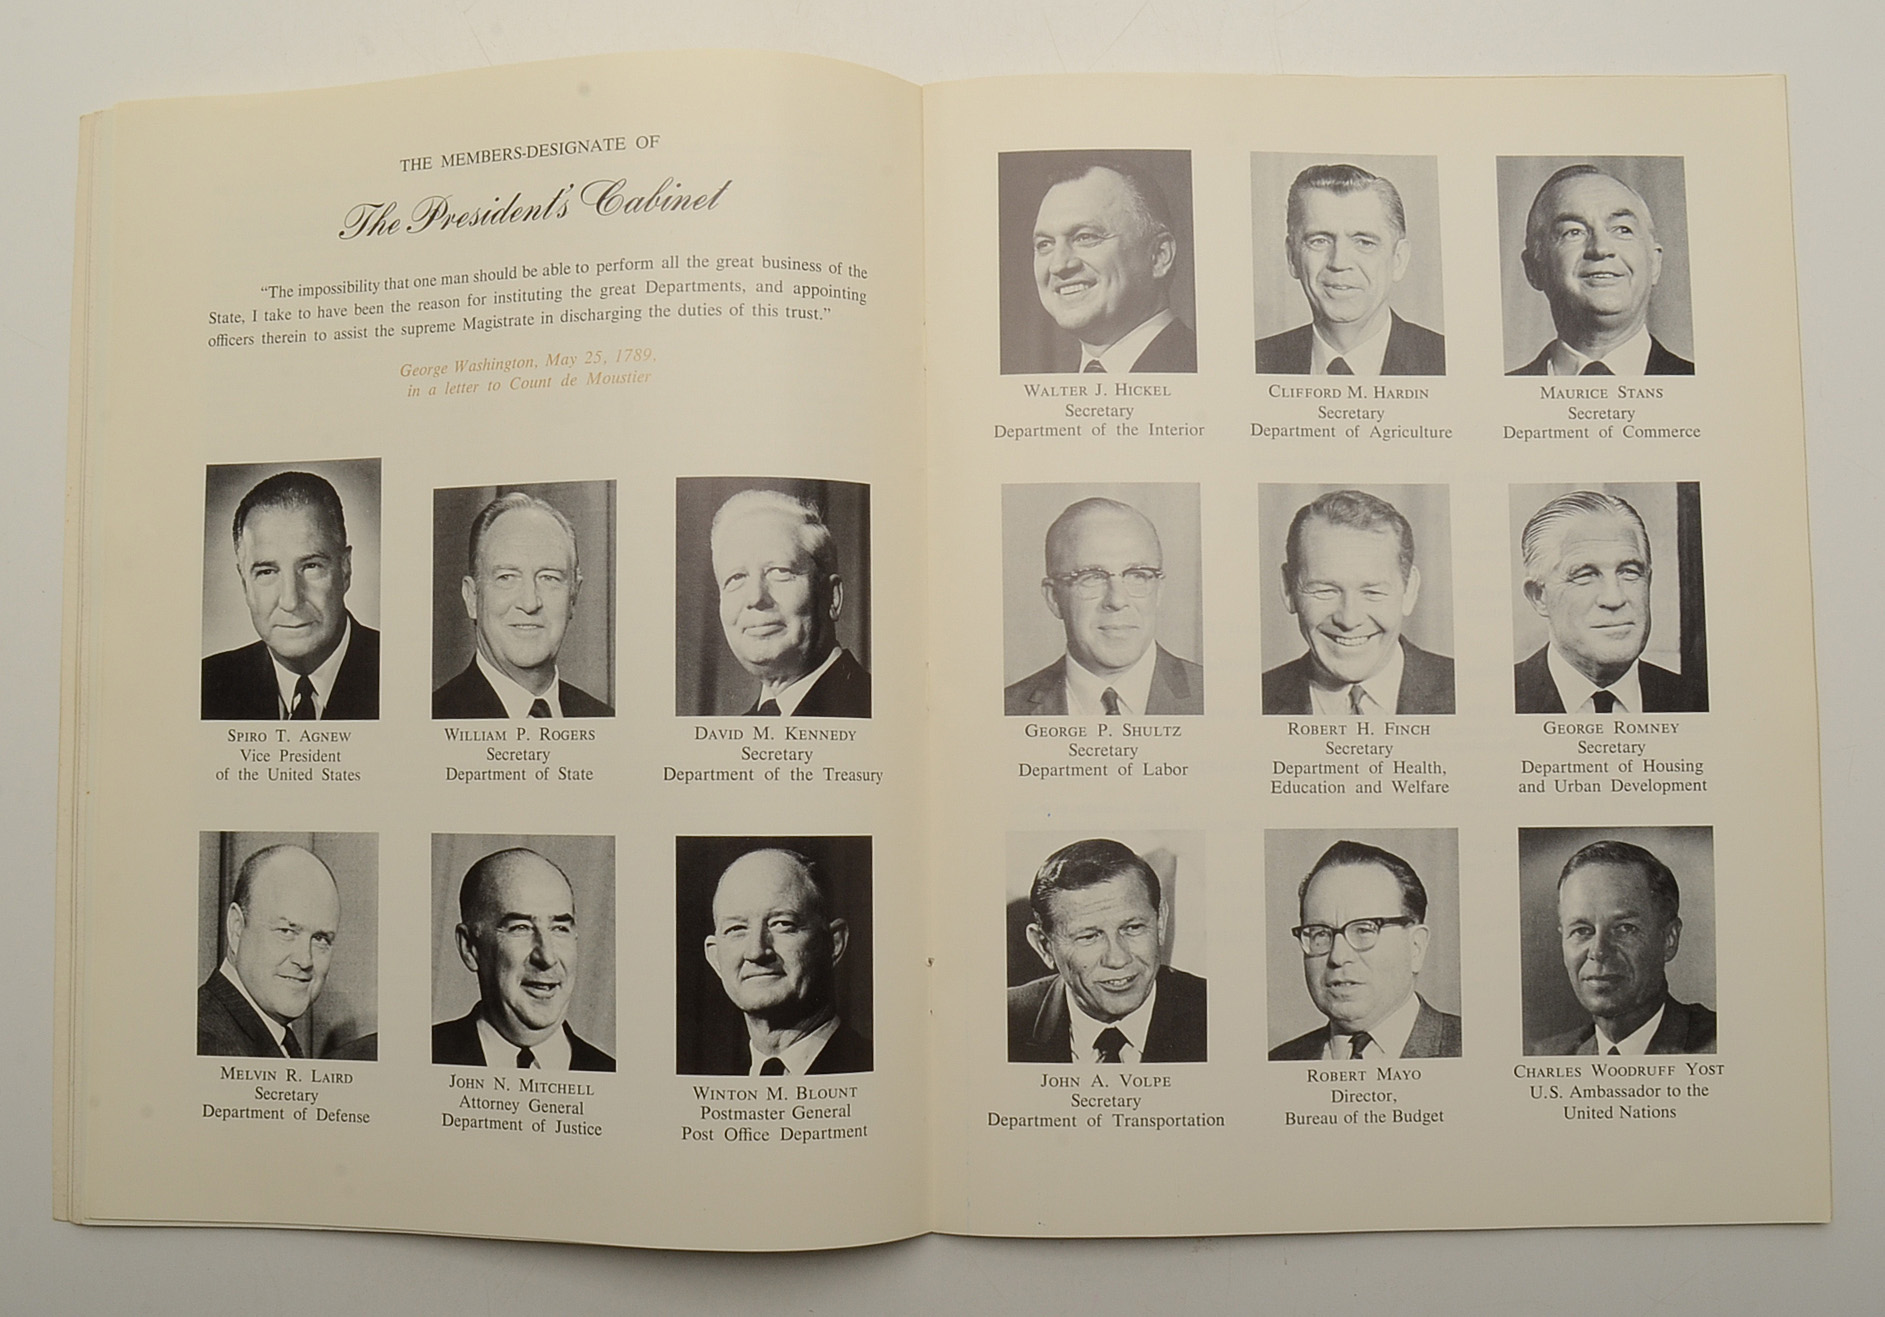 THE MEMBERS-DESIGNATE OF
The President's Cabinet
“The impossibility that one man should be able to perform all the great business of the
State, I take to have been the reason for instituting the great Departments, and appointing
officers therein to assist the supreme Magistrate in discharging the duties of this trust.”
George Washington, May 25, 1789,
in a letter to Count de Moustier
SPIRO T. AGNEW
Vice President
of the United States
WILLIAM P. ROGERS
Secretary
Department of State
DAVID M. KENNEDY
Secretary
Department of the Treasury
MELVIN R. LAIRD
Secretary
Department of Defense
JOHN N. MITCHELL
Attorney General
Department of Justice
WINTON M. BLOUNT
Postmaster General
Post Office Department
WALTER J. HICKEL
Secretary
Department of the Interior
CLIFFORD M. HARDIN
Secretary
Department of Agriculture
MAURICE STANS
Secretary
Department of Commerce
GEORGE P. SHULTZ
Secretary
Department of Labor
ROBERT H. FINCH
Secretary
Department of Health,
Education and Welfare
GEORGE ROMNEY
Secretary
Department of Housing
and Urban Development
JOHN A. VOLPE
Secretary
Department of Transportation
ROBERT MAYO
Director,
Bureau of the Budget
CHARLES WOODRUFF YOST
U.S. Ambassador to the
United Nations